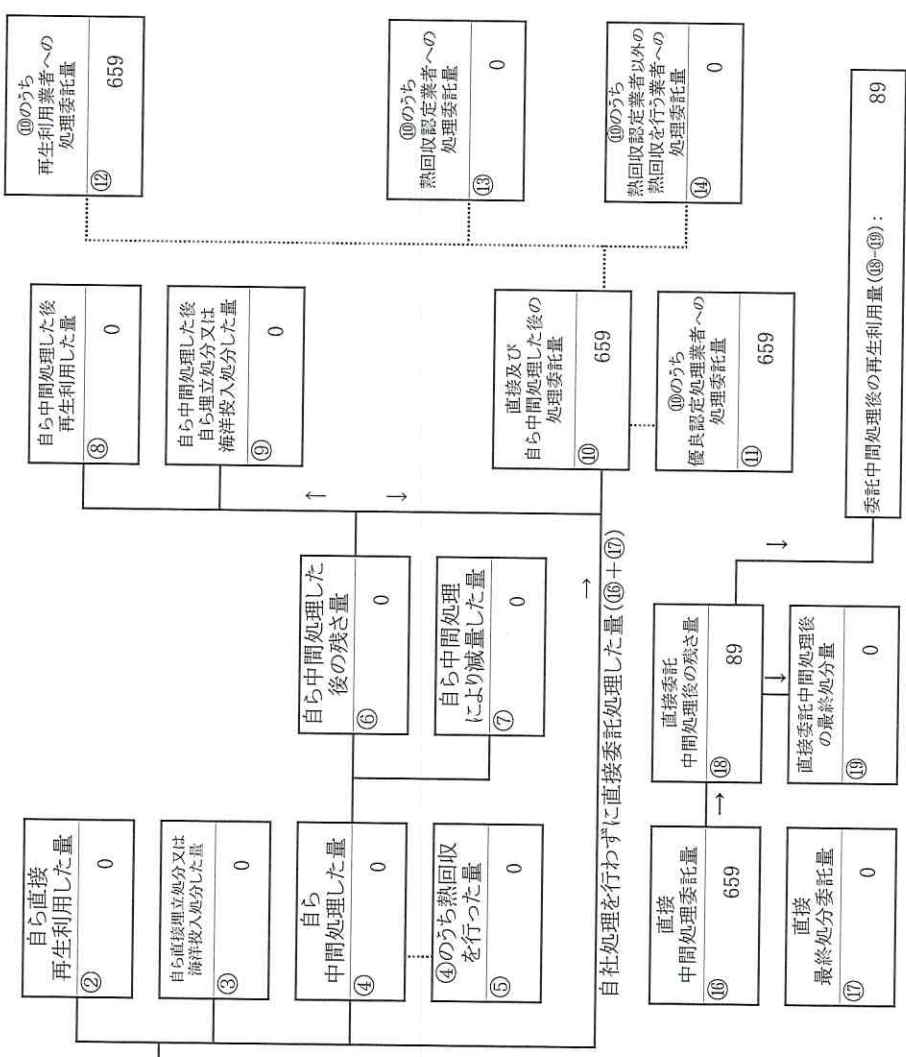 自ら直接
再生利用した量
②
0
自ら直接埋立処分又は
海洋投入処分した量
③
0
自ら
中間処理した量
④
0
④のうち熱回収
を行った量
⑤
0
自ら中間処理した
後の残さ量
⑥
0
自ら中間処理
により減量した量
⑦
0
自ら中間処理した後
再生利用した量
⑧
0
自ら中間処理した後
自ら埋立処分又は
海洋投入処分した量
⑨
0
直接及び
自ら中間処理した後の
処理委託量
⑩
659
⑩のうち
優良認定処理業者への
処理委託量
⑪
659
⑩のうち
再生利用業者への
処理委託量
⑫
659
⑩のうち
熱回収認定業者への
処理委託量
⑬
0
⑩のうち
熱回収認定業者以外の
熱回収を行う業者への
処理委託量
⑭
0
自社処理を行わずに直接委託処理した量(⑯+⑰)
直接
中間処理委託量
⑯
659
直接
最終処分委託量
⑰
0
直接委託
中間処理後の残さ量
⑱
89
直接委託中間処理後
の最終処分量
⑲
0
委託中間処理後の再生利用量(⑱-⑲):
89